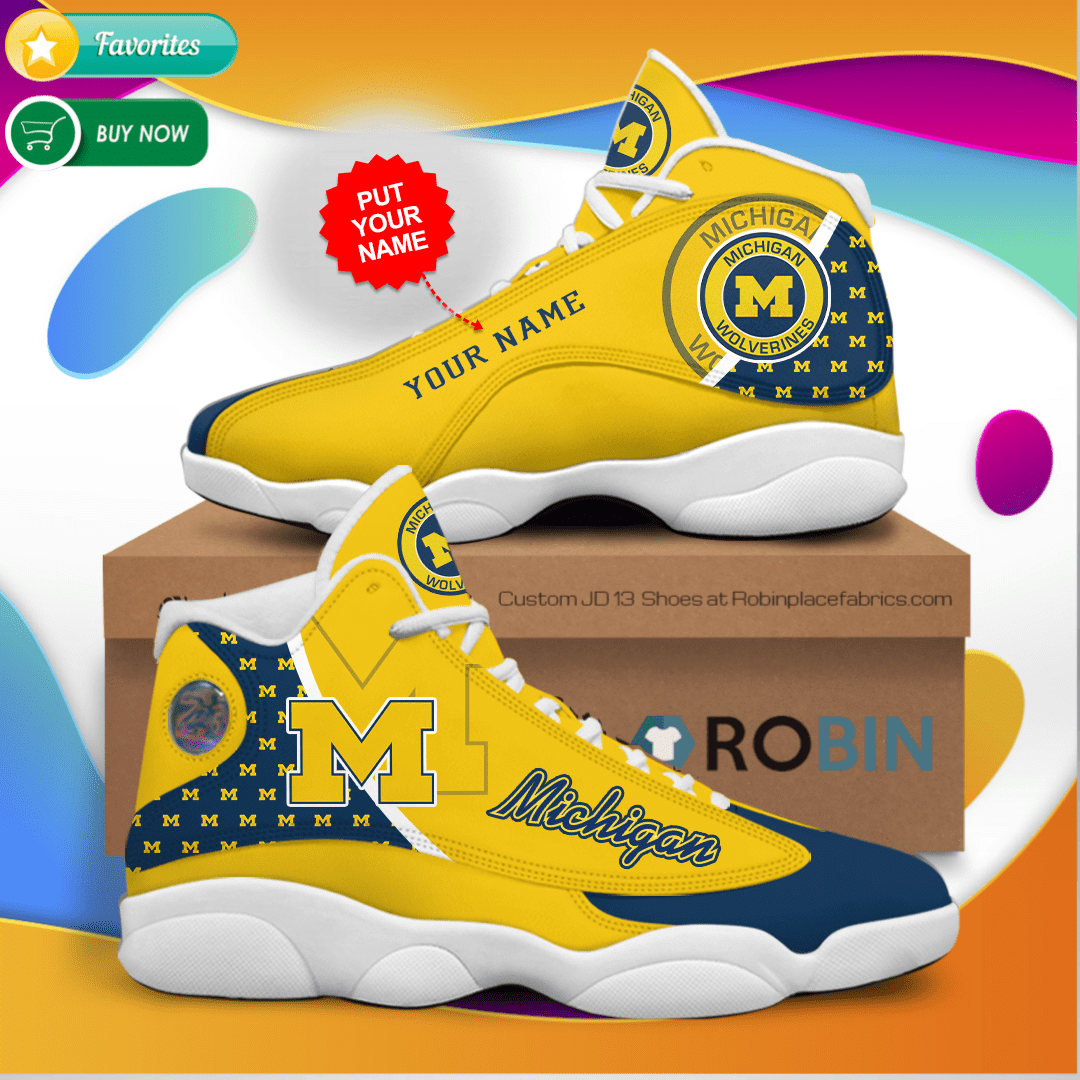 Favorites
BUY NOW
PUT
YOUR
NAME
YOUR NAME
MICHIGAN
M
WOLVERINES
MICHIGAN
M
WOLVERINES
Custom JD 13 Shoes at Robinplacefabrics.com
M
Michigan
ROBIN